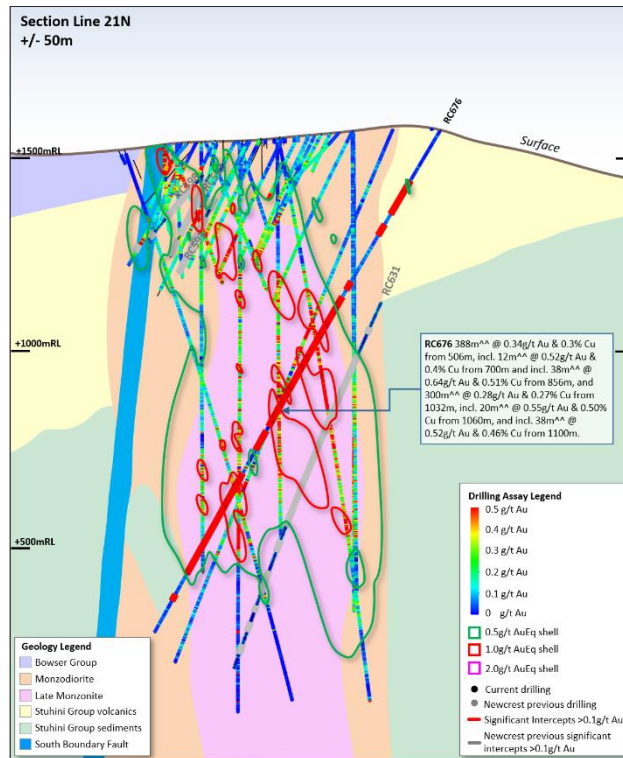 Section Line 21N
+/- 50m
RC676
Surface
+1500mRL
RC631
+1000mRL
RC676 388m^^ @ 0.34g/t Au & 0.3% Cu
from 506m, incl. 12m^^ @ 0.52g/t Au &
0.4% Cu from 700m and incl. 38m^^ @
0.64g/t Au & 0.51% Cu from 856m, and
300m^^ @ 0.28g/t Au & 0.27% Cu from
1032m, incl. 20m^^ @ 0.55g/t Au & 0.50%
Cu from 1060m, and incl. 38m^^ @
0.52g/t Au & 0.46% Cu from 1100m.
+500mRL
Drilling Assay Legend
0.5 g/t Au
0.4 g/t Au
0.3 g/t Au
0.2 g/t Au
0.1 g/t Au
0 g/t Au
0.5g/t AuEq shell
1.0g/t AuEq shell
2.0g/t AuEq shell
Current drilling
Newcrest previous drilling
Significant Intercepts >0.1g/t Au
Newcrest previous significant
intercepts >0.1g/t Au
Geology Legend
Bowser Group
Monzodiorite
Late Monzonite
Stuhini Group volcanics
Stuhini Group sediments
South Boundary Fault